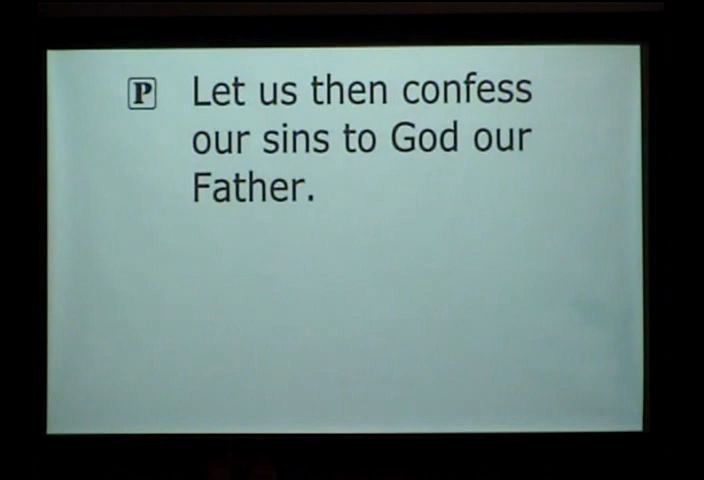 P Let us then confess
our sins to God our
Father.